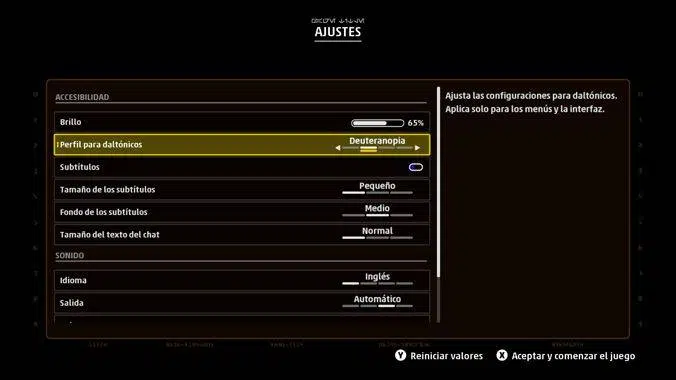 AJUSTES
ACCESIBILIDAD
Brillo 65%
Perfil para daltónicos Deuteranopia
Subtítulos
Tamaño de los subtítulos Pequeño
Fondo de los subtítulos Medio
Tamaño del texto del chat Normal
SONIDO
Idioma Inglés
Salida Automático
Ajusta las configuraciones para daltónicos.
Aplica solo para los menús y la interfaz.
Y Reiniciar valores X Aceptar y comenzar el juego